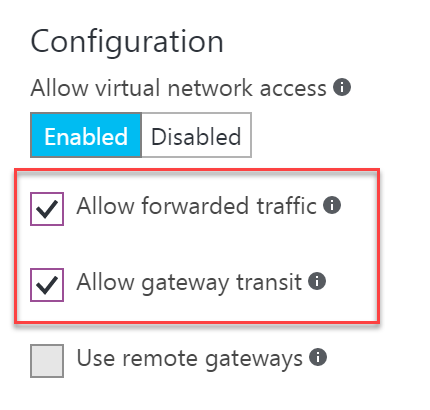 Configuration
Allow virtual network access
Enabled Disabled
Allow forwarded traffic
Allow gateway transit
Use remote gateways